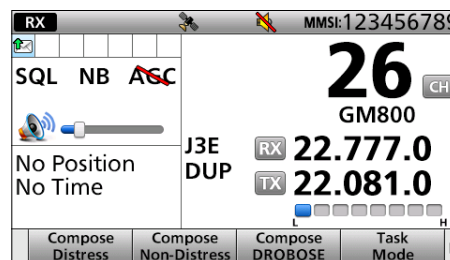 RX MMSI:123456789
SQL NB AGC
26 CH
GM800
J3E RX 22.777.0
DUP TX 22.081.0
No Position
No Time
L H
Compose Distress
Compose Non-Distress
Compose DROBOSE
Task Mode